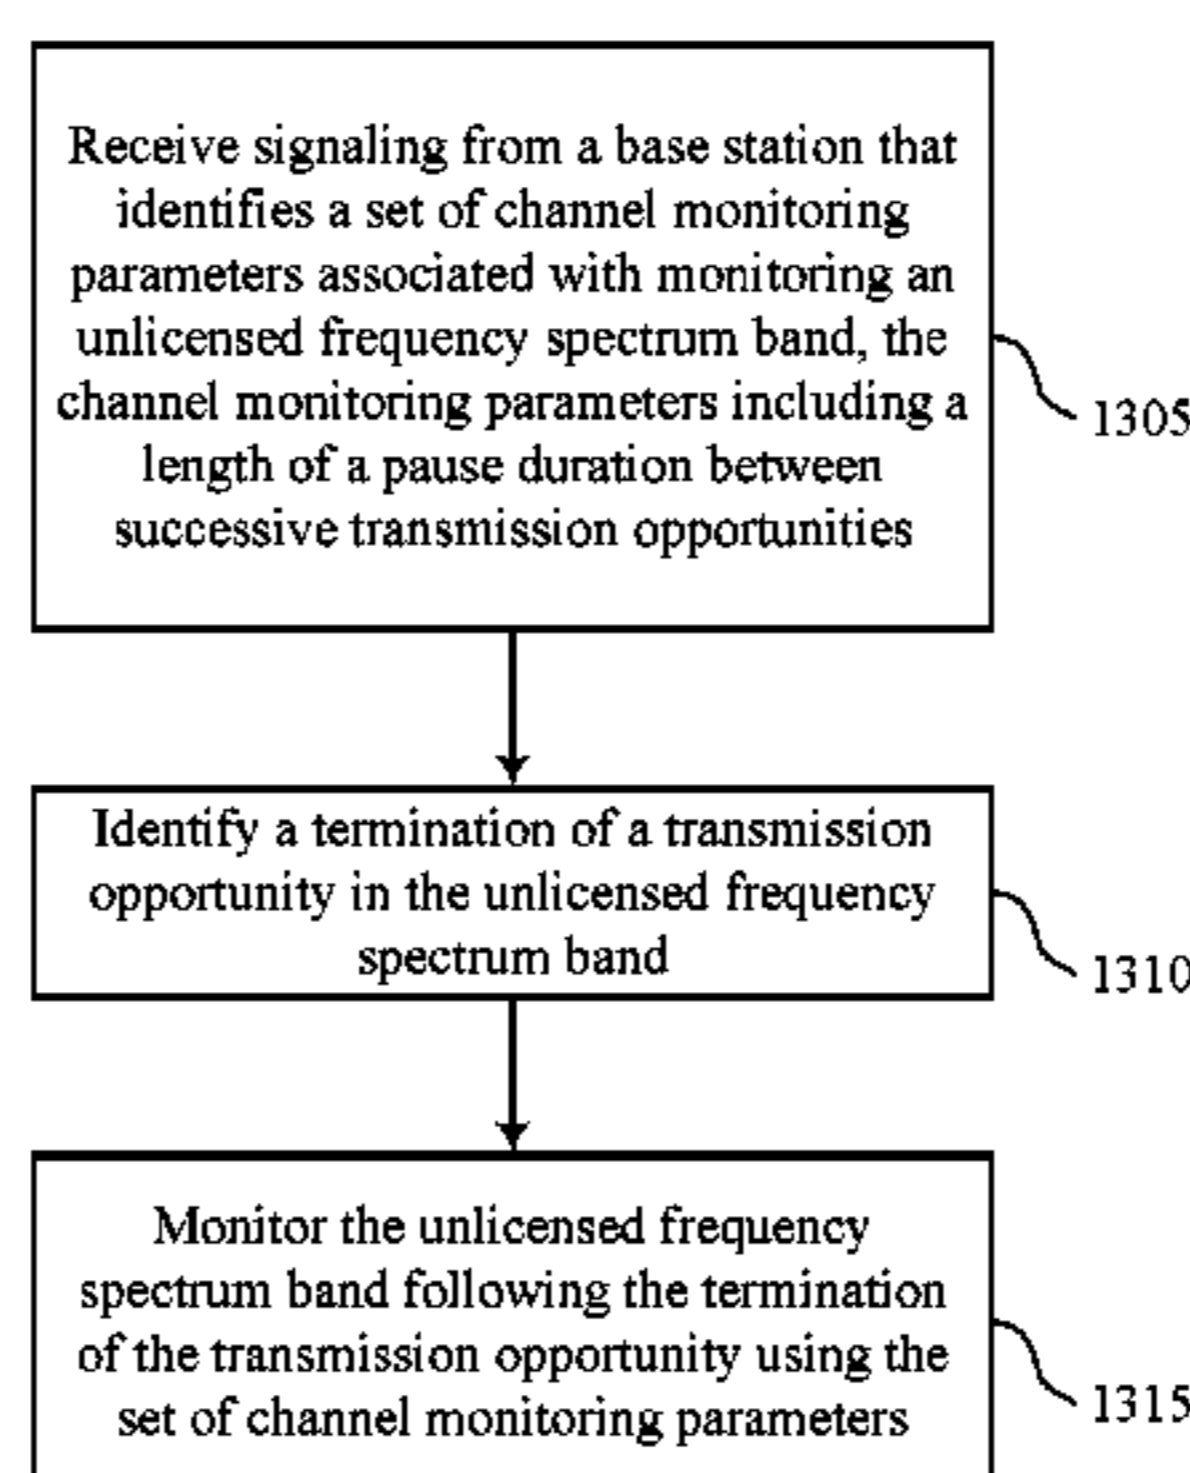 Receive signaling from a base station that
identifies a set of channel monitoring
parameters associated with monitoring an
unlicensed frequency spectrum band, the
channel monitoring parameters including a
length of a pause duration between
successive transmission opportunities
1305
Identify a termination of a transmission
opportunity in the unlicensed frequency
spectrum band
1310
Monitor the unlicensed frequency
spectrum band following the termination
of the transmission opportunity using the
set of channel monitoring parameters
1315